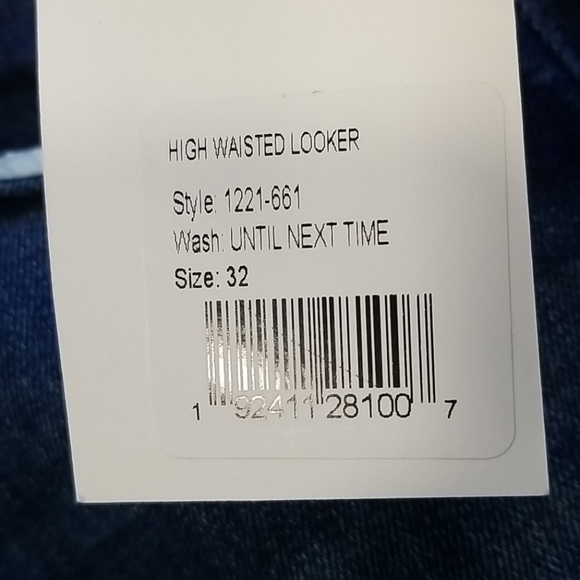 HIGH WAISTED LOOKER
Style: 1221-661
Wash: UNTIL NEXT TIME
Size: 32
1 92411 28100 7